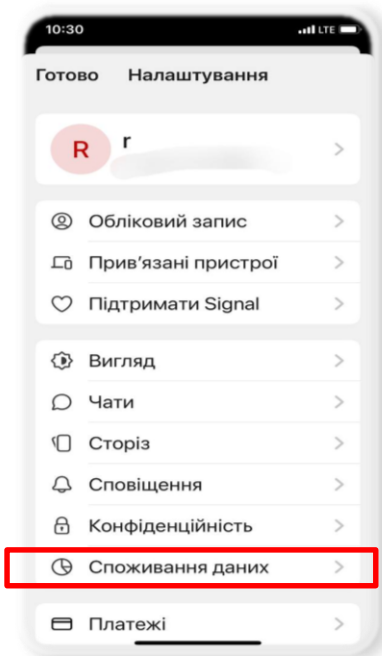 10:30 LTE
Готово Налаштування
R r
Обліковий запис
Прив'язані пристрої
Підтримати Signal
Вигляд
Чати
Сторіз
Сповіщення
Конфіденційність
Споживання даних
Платежі